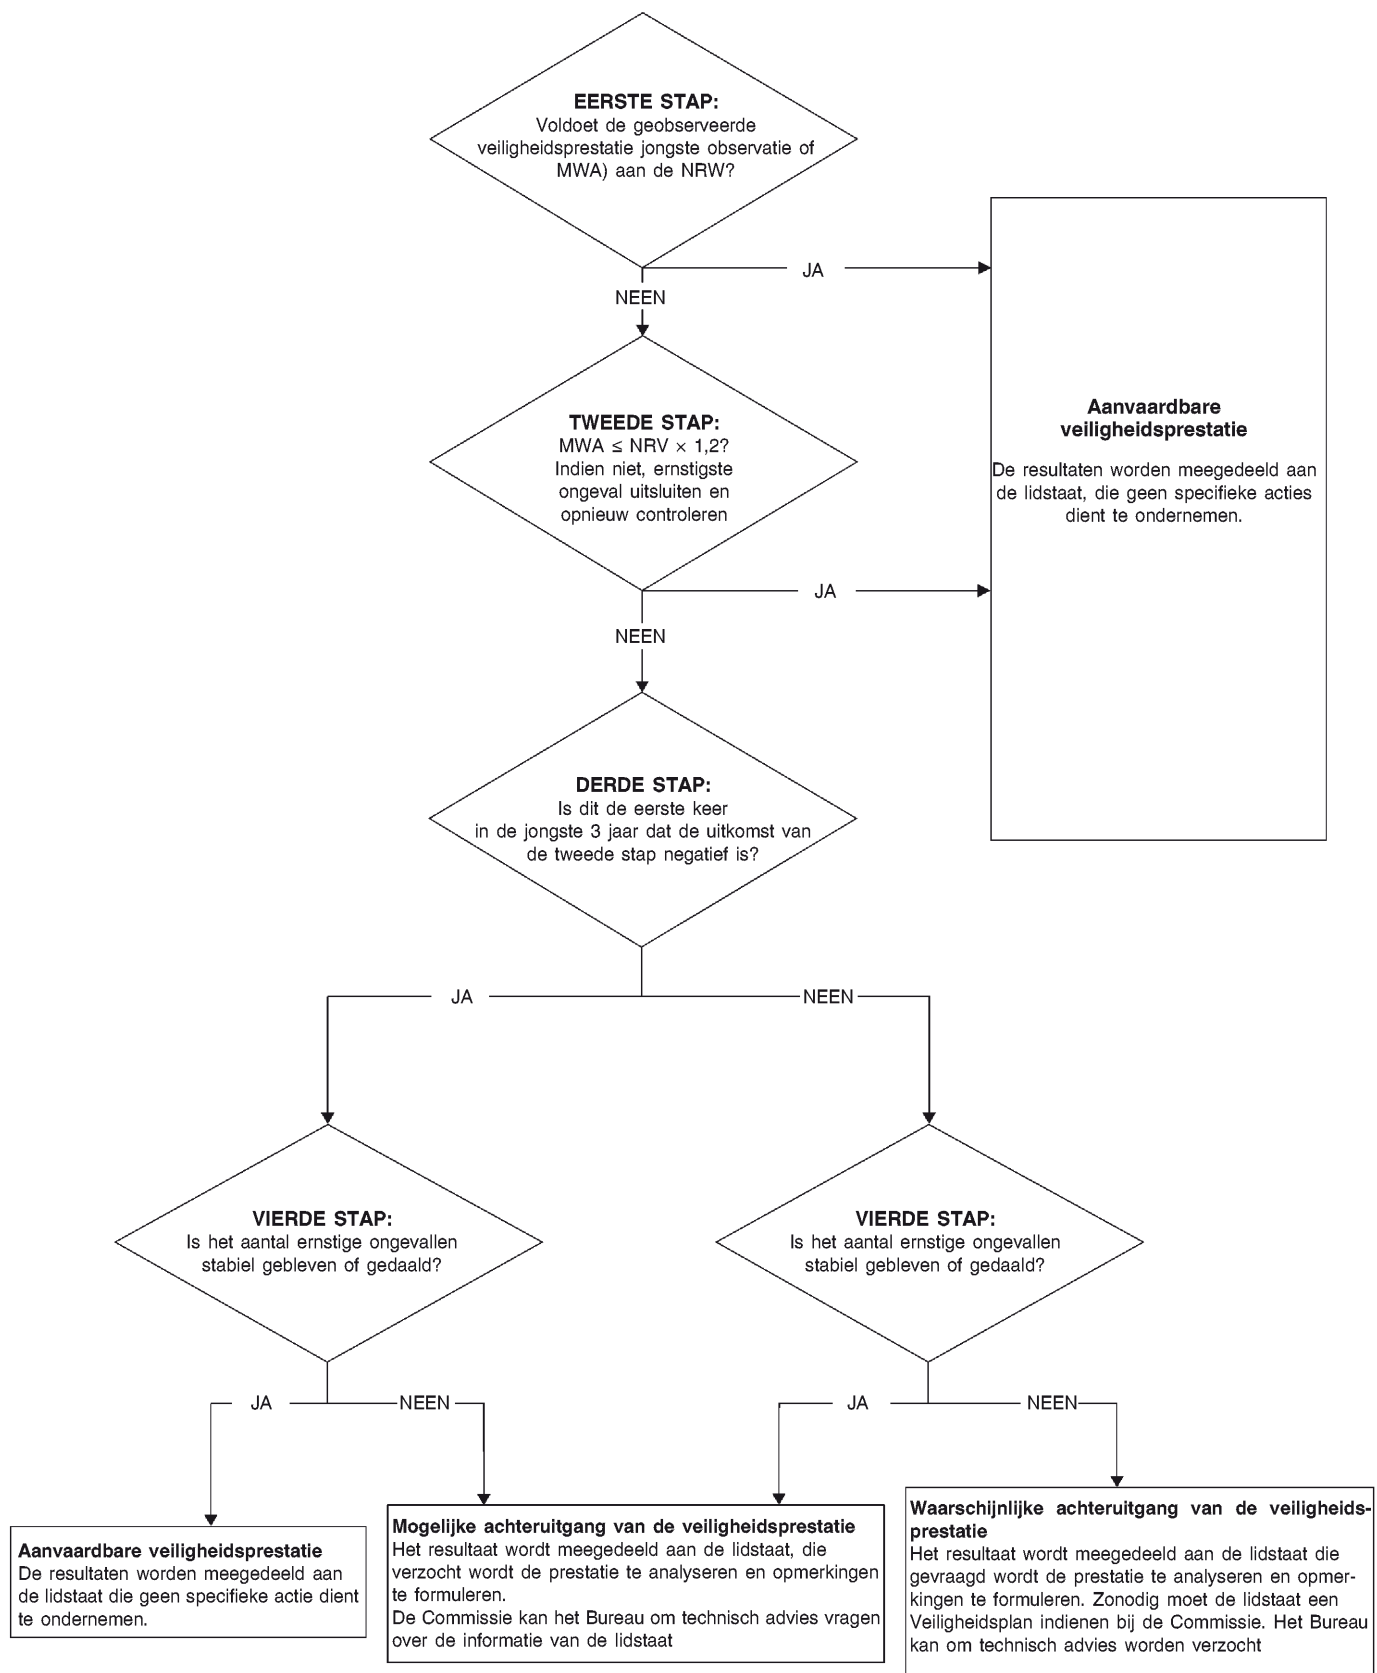 EERSTE STAP:
Voldoet de geobserveerde
veiligheidsprestatie jongste observatie of
MWA) aan de NRW?
JA
NEEN
TWEEDE STAP:
MWA ≤ NRV × 1,2?
Indien niet, ernstigste
ongeval uitsluiten en
opnieuw controleren
Aanvaardbare
veiligheidsprestatie
De resultaten worden meegedeeld aan
de lidstaat, die geen specifieke acties
dient te ondernemen.
JA
NEEN
DERDE STAP:
Is dit de eerste keer
in de jongste 3 jaar dat de uitkomst van
de tweede stap negatief is?
JA
NEEN
VIERDE STAP:
Is het aantal ernstige ongevallen
stabiel gebleven of gedaald?
VIERDE STAP:
Is het aantal ernstige ongevallen
stabiel gebleven of gedaald?
JA
NEEN
JA
NEEN
Aanvaardbare veiligheidsprestatie
De resultaten worden meegedeeld aan
de lidstaat die geen specifieke actie dient
te ondernemen.
Mogelijke achteruitgang van de veiligheidsprestatie
Het resultaat wordt meegedeeld aan de lidstaat, die
verzocht wordt de prestatie te analyseren en opmerkingen
te formuleren.
De Commissie kan het Bureau om technisch advies vragen
over de informatie van de lidstaat
Waarschijnlijke achteruitgang van de veiligheids-
prestatie
Het resultaat wordt meegedeeld aan de lidstaat die
gevraagd wordt de prestatie te analyseren en opmer-
kingen te formuleren. Zonodig moet de lidstaat een
Veiligheidsplan indienen bij de Commissie. Het Bureau
kan om technisch advies worden verzocht